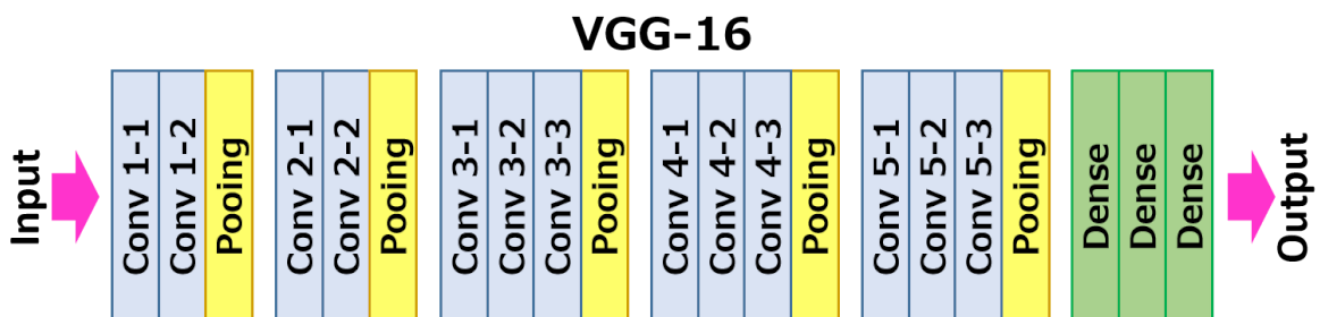 VGG-16
Input
Conv 1-1
Conv 1-2
Pooing
Conv 2-1
Conv 2-2
Pooing
Conv 3-1
Conv 3-2
Conv 3-3
Pooing
Conv 4-1
Conv 4-2
Conv 4-3
Pooing
Conv 5-1
Conv 5-2
Conv 5-3
Pooing
Dense
Dense
Dense
Output